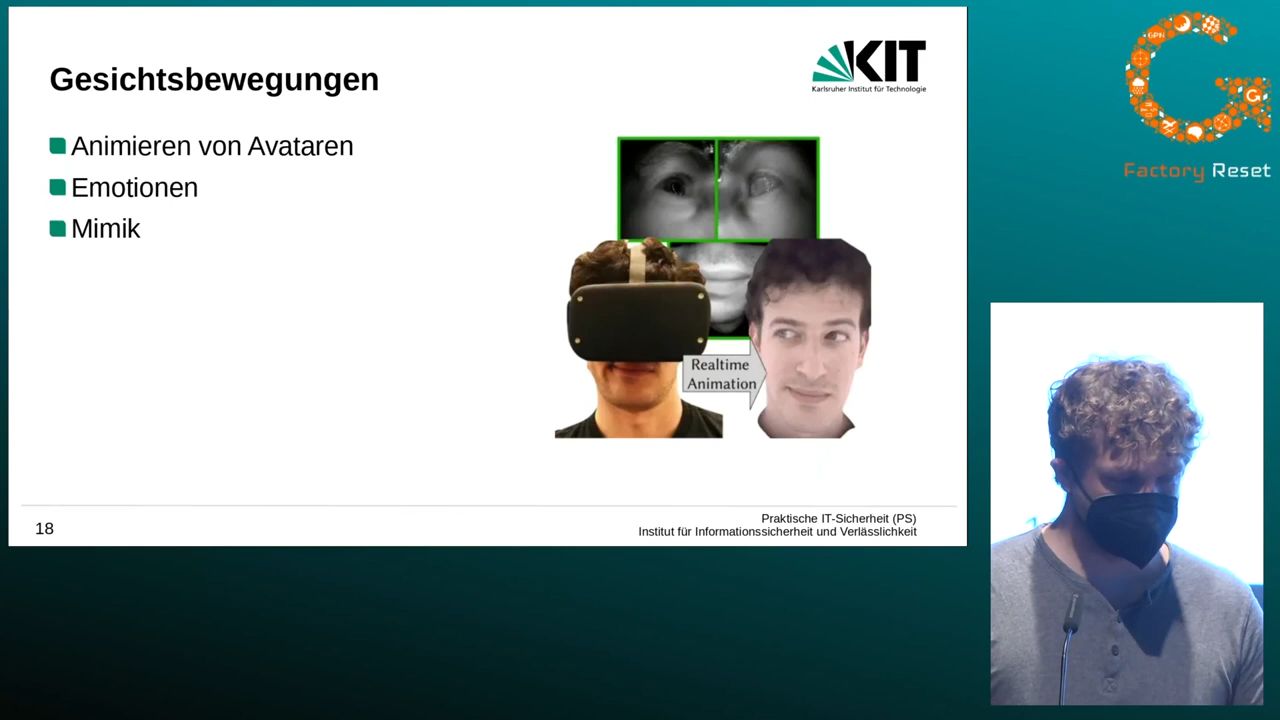 Gesichtsbewegungen
KIT
Karlsruher Institut für Technologie
Animieren von Avataren
Emotionen
Mimik
Realtime
Animation
18
Praktische IT-Sicherheit (PS)
Institut für Informationssicherheit und Verlässlichkeit
GPN
G
Factory Reset